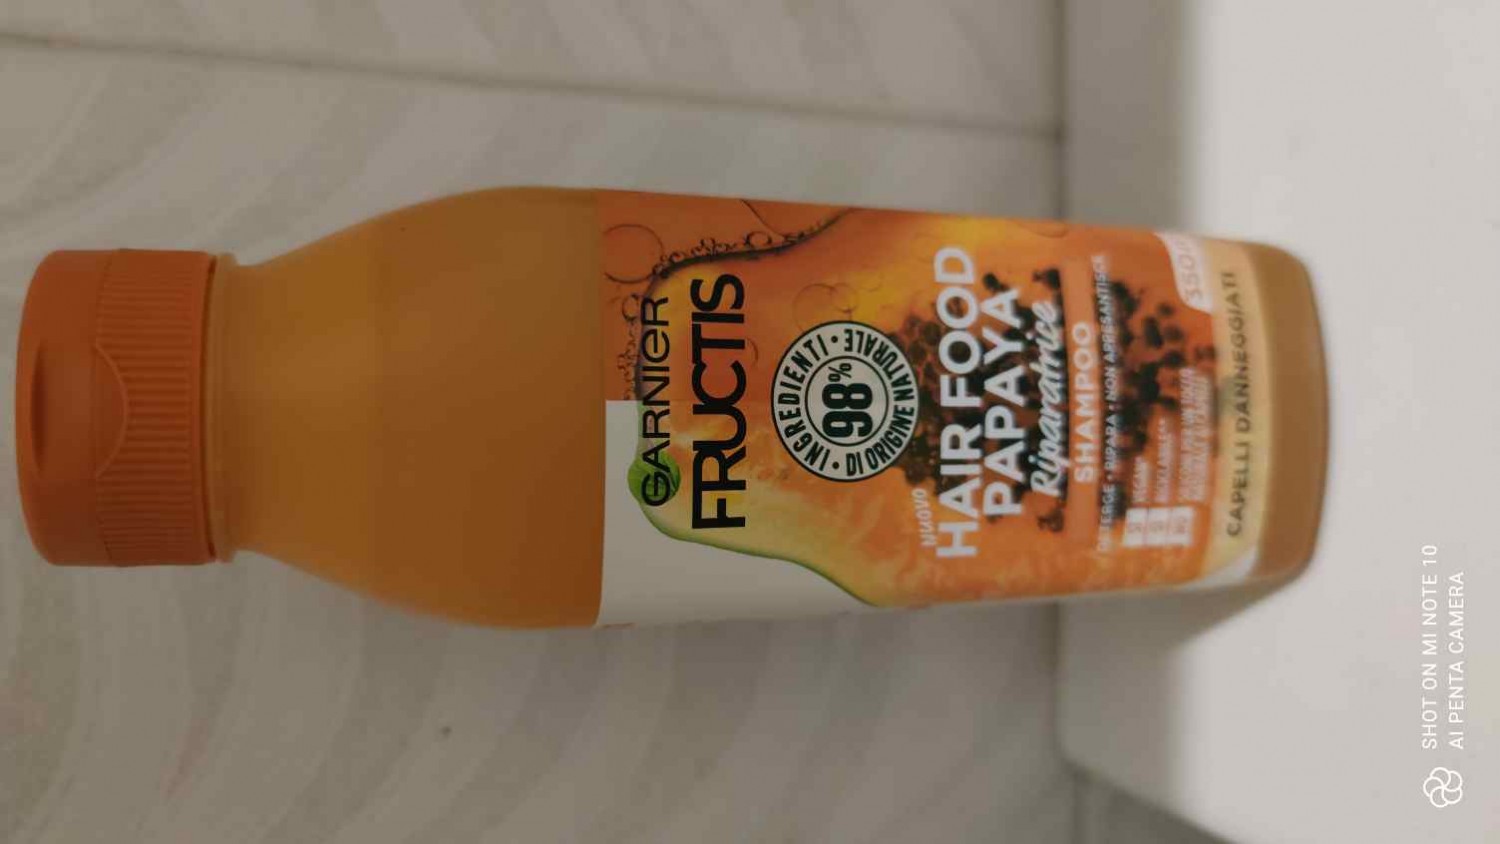 GARNIER
FRUCTIS
INGREDIENTI • DI ORIGINE NATURALE •
98%
NUOVO
HAIR FOOD
PAPAYA
Riparatrice
SHAMPOO
DETERGE • RIPARA • NON APPESANTISCE
VEGAN*
CAPELLI DANNEGGIATI
SHOT ON MI NOTE 10
AI PENTA CAMERA